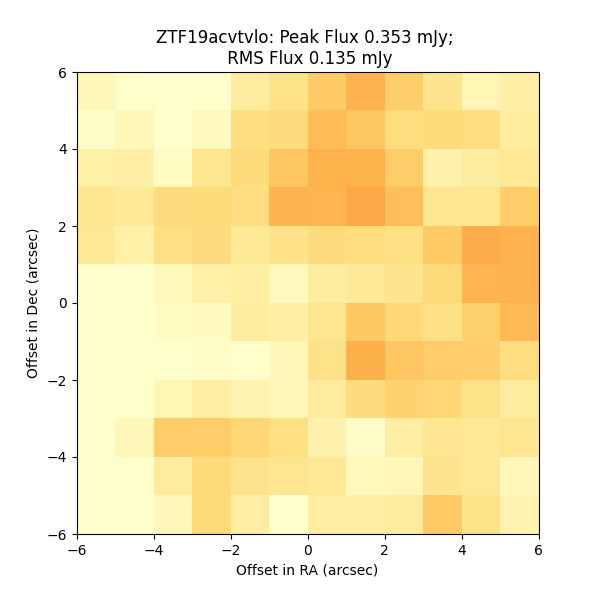 ZTF19acvtvlo: Peak Flux 0.353 mJy;
RMS Flux 0.135 mJy
6
4
2
0
−2
−4
−6
Offset in Dec (arcsec)
−6 −4 −2 0 2 4 6
Offset in RA (arcsec)